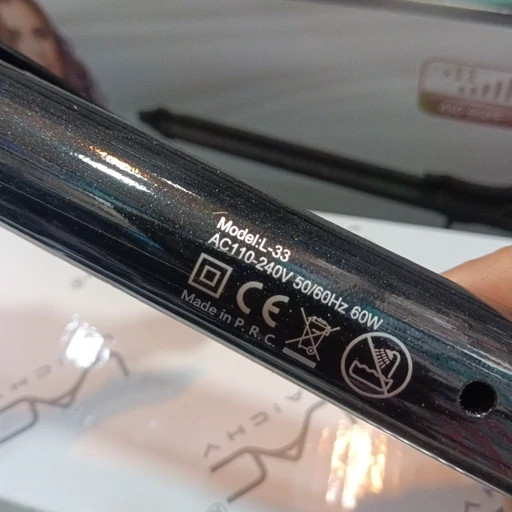 Model:L-33
AC110-240V 50/60Hz 60W
CE
Made in P. R. C.